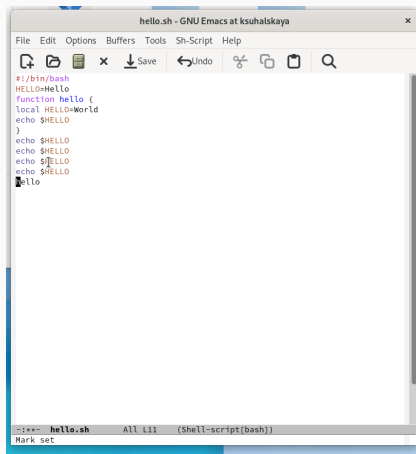 hello.sh - GNU Emacs at ksuhalskaya ×
File Edit Options Buffers Tools Sh-Script Help
Save Undo
#!/bin/bash
HELLO=Hello
function hello {
local HELLO=World
echo $HELLO
}
echo $HELLO
echo $HELLO
echo $HELLO
echo $HELLO
hello
-:**- hello.sh All L11 (Shell-script[bash])
Mark set